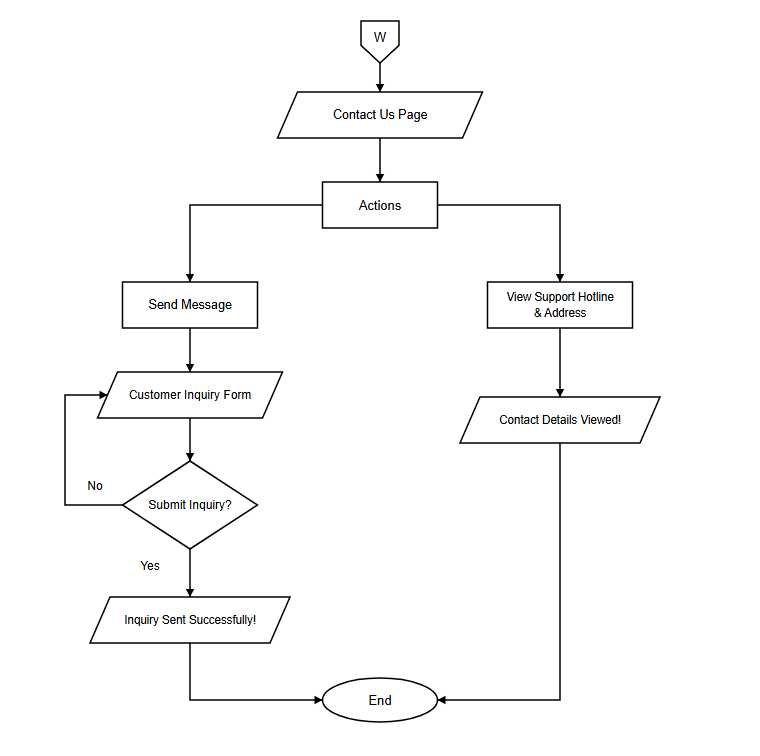 W
Contact Us Page
Actions
Send Message
View Support Hotline
& Address
Customer Inquiry Form
Contact Details Viewed!
No
Submit Inquiry?
Yes
Inquiry Sent Successfully!
End